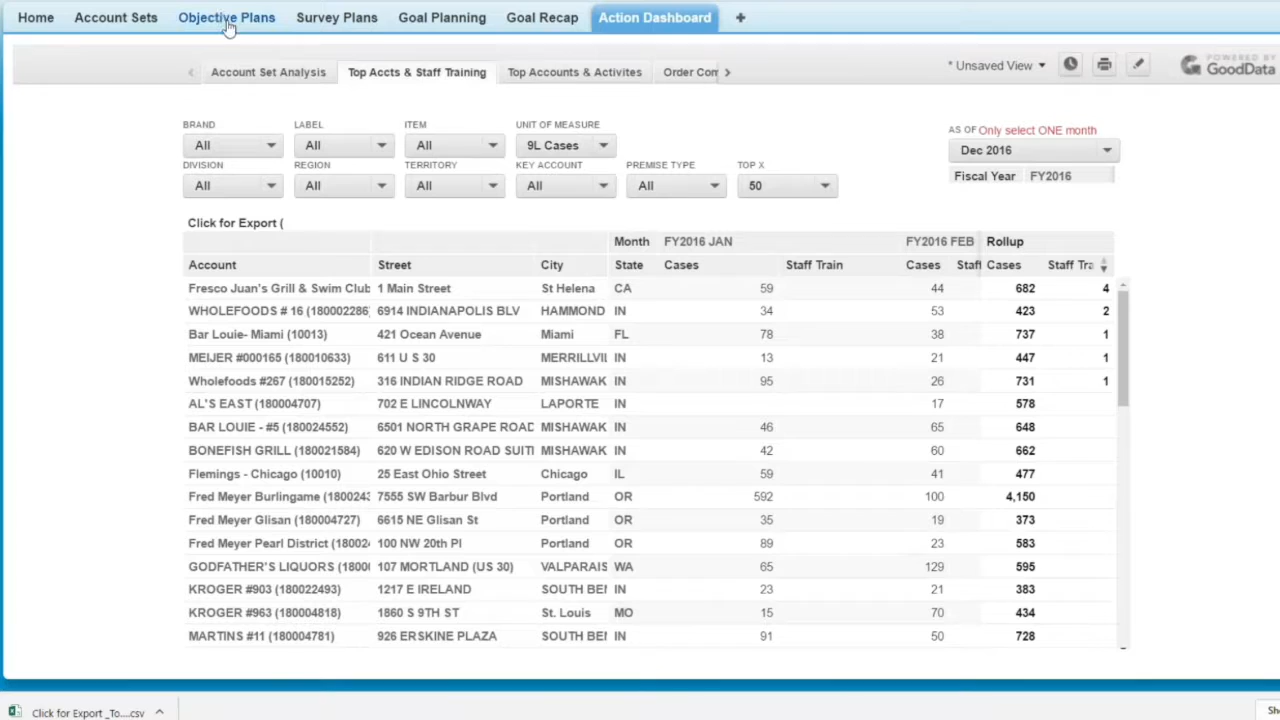 Home Account Sets Objective Plans Survey Plans Goal Planning Goal Recap Action Dashboard +
Account Set Analysis Top Accts & Staff Training Top Accounts & Activites Order Com * Unsaved View POWERED BY
GoodData
BRAND LABEL ITEM UNIT OF MEASURE AS OF Only select ONE month
All All All 9L Cases Dec 2016
DIVISION REGION TERRITORY KEY ACCOUNT PREMISE TYPE TOP X
All All All All All 50 Fiscal Year FY2016
Click for Export (
Month FY2016 JAN FY2016 FEB Rollup
Account Street City State Cases Staff Train Cases Staff Cases Staff Tra
Fresco Juan's Grill & Swim Club 1 Main Street St Helena CA 59 44 682 4
WHOLEFOODS # 16 (180002286) 6914 INDIANAPOLIS BLV HAMMOND IN 34 53 423 2
Bar Louie- Miami (10013) 421 Ocean Avenue Miami FL 78 38 737 1
MEIJER #000165 (180010633) 611 U S 30 MERRILLVIL IN 13 21 447 1
Wholefoods #267 (180015252) 316 INDIAN RIDGE ROAD MISHAWAK IN 95 26 731 1
AL'S EAST (180004707) 702 E LINCOLNWAY LAPORTE IN 17 578
BAR LOUIE - #5 (180024552) 6501 NORTH GRAPE ROAD MISHAWAK IN 46 65 648
BONEFISH GRILL (180021584) 620 W EDISON ROAD SUITI MISHAWAK IN 42 60 662
Flemings - Chicago (10010) 25 East Ohio Street Chicago IL 59 41 477
Fred Meyer Burlingame (1800243 7555 SW Barbur Blvd Portland OR 592 100 4,150
Fred Meyer Glisan (180004727) 6615 NE Glisan St Portland OR 35 19 373
Fred Meyer Pearl District (18002 100 NW 20th Pl Portland OR 89 23 583
GODFATHER'S LIQUORS (1800 107 MORTLAND (US 30) VALPARAIS WA 65 129 595
KROGER #903 (180022493) 1217 E IRELAND SOUTH BEN IN 23 21 383
KROGER #963 (180004818) 1860 S 9TH ST St. Louis MO 15 70 434
MARTINS #11 (180004781) 926 ERSKINE PLAZA SOUTH BEN IN 91 50 728
Click for Export _To....csv Sh